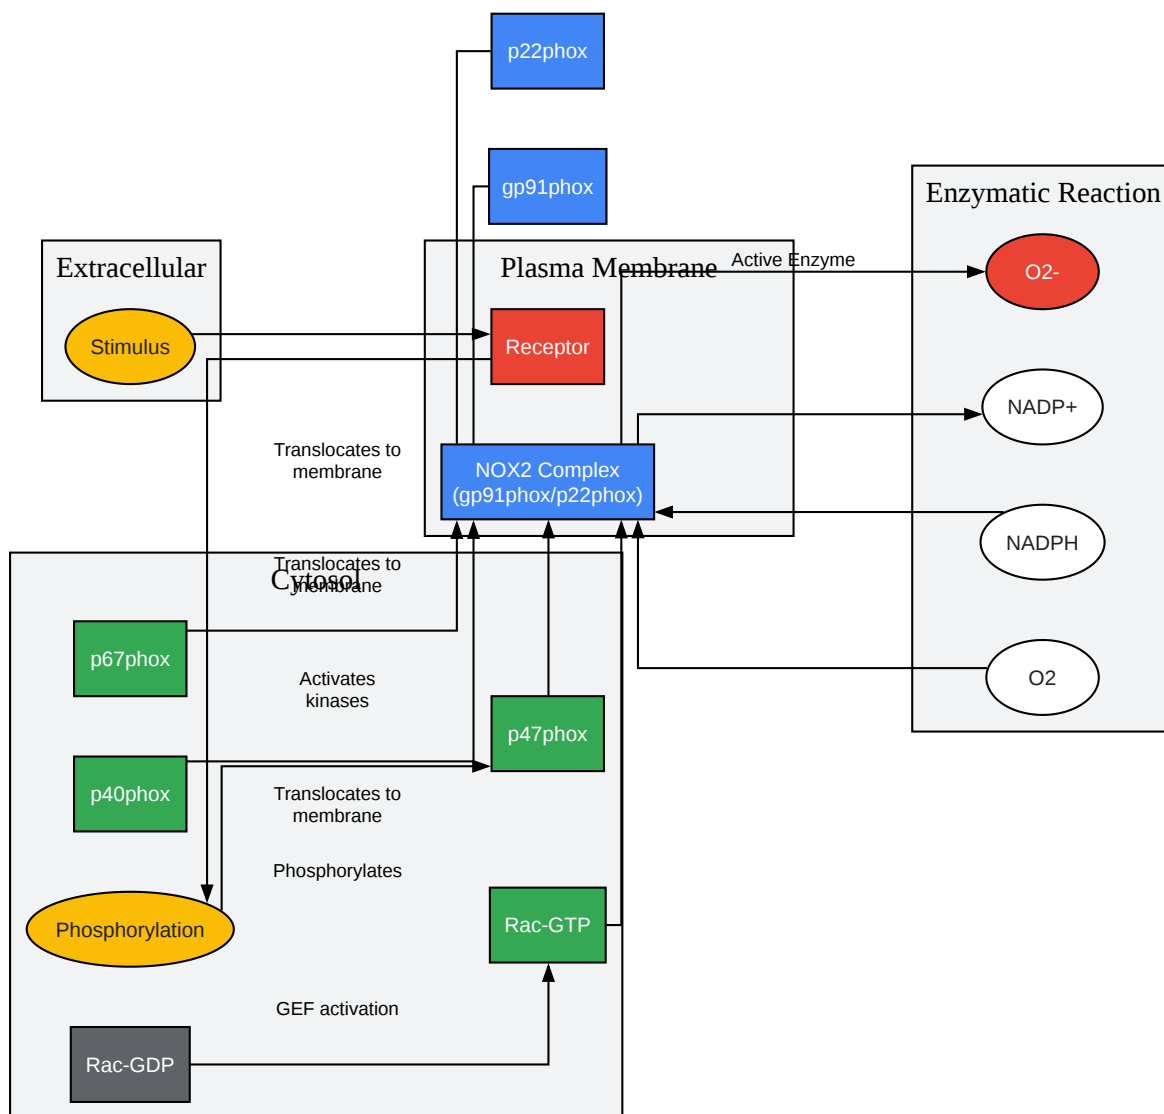 p22phox
gp91phox
Enzymatic Reaction
Extracellular
Plasma Membrane
Active Enzyme
O2-
Stimulus
Receptor
NADP+
Translocates to
membrane
NOX2 Complex
(gp91phox/p22phox)
NADPH
Cytosol
Translocates to
membrane
p67phox
Activates
kinases
O2
p47phox
p40phox
Translocates to
membrane
Phosphorylates
Phosphorylation
Rac-GTP
GEF activation
Rac-GDP